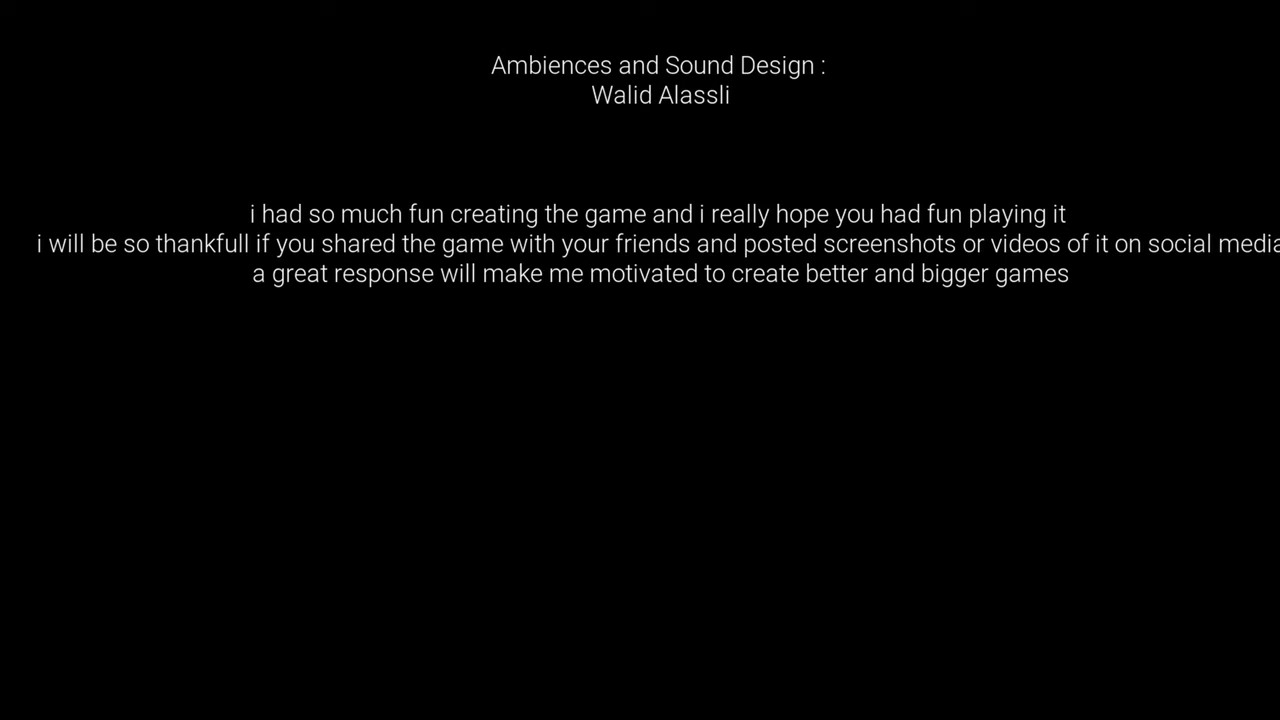 Ambiences and Sound Design :
Walid Alassli
i had so much fun creating the game and i really hope you had fun playing it
i will be so thankfull if you shared the game with your friends and posted screenshots or videos of it on social media
a great response will make me motivated to create better and bigger games